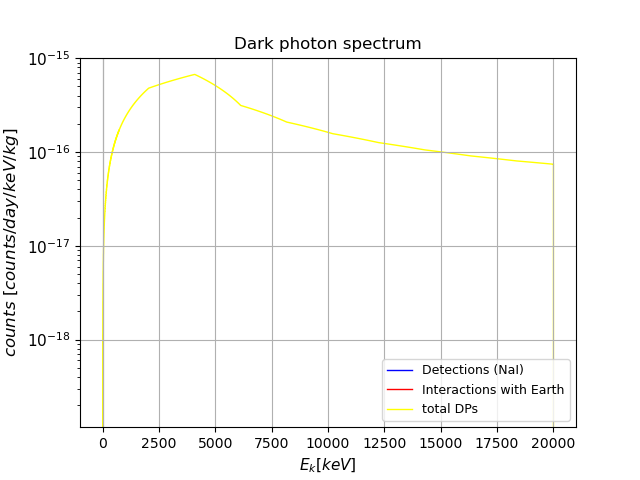 Dark photon spectrum
counts [counts/day/keV/kg]
10⁻¹⁵
10⁻¹⁶
10⁻¹⁷
10⁻¹⁸
Detections (NaI)
Interactions with Earth
total DPs
0 2500 5000 7500 10000 12500 15000 17500 20000
Eₖ[keV]